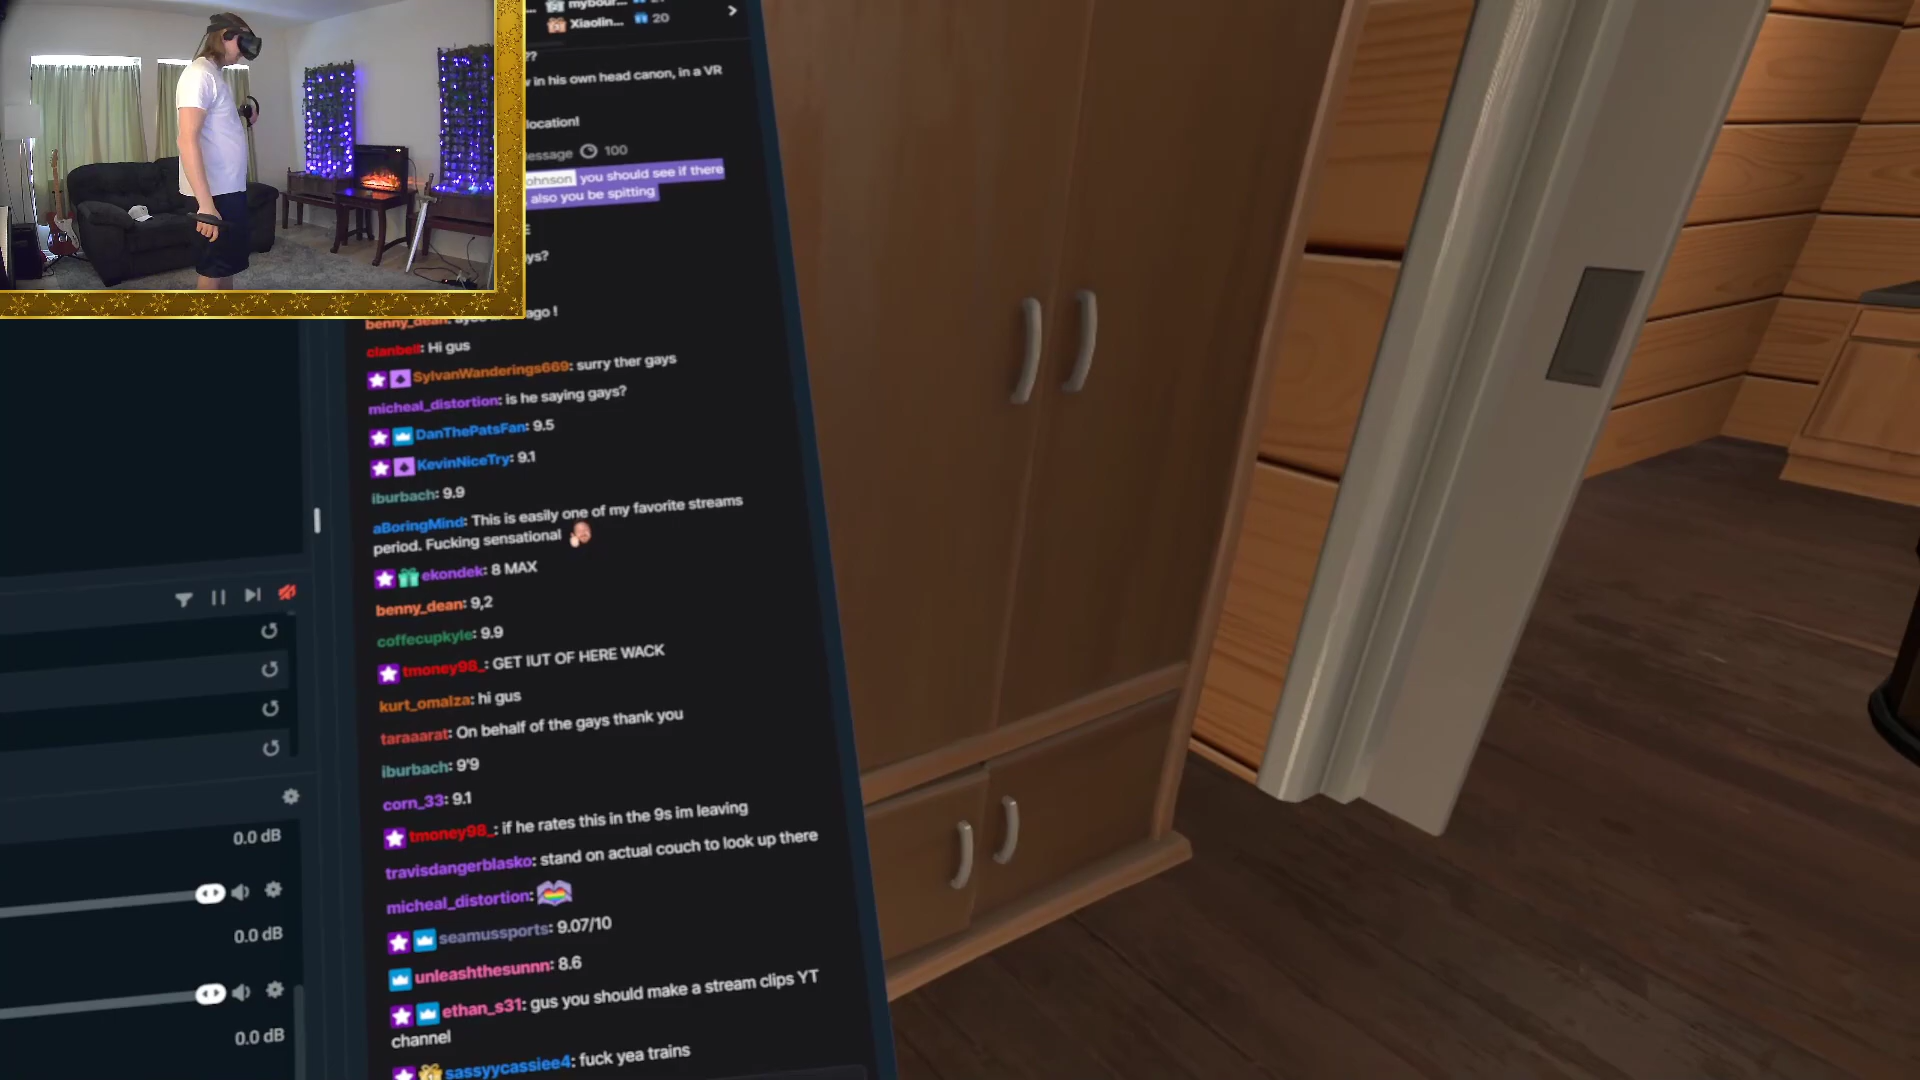 mybour...
Xiaolin... 20
??
in his own head canon, in a VR
location!
essage 100
ohnson you should see if there
, also you be spitting
ys?
benny_dean: ago !
clanbell: Hi gus
SylvanWanderings669: surry ther gays
micheal_distortion: is he saying gays?
DanThePatsFan: 9.5
KevinNiceTry: 9.1
iburbach: 9.9
aBoringMind: This is easily one of my favorite streams
period. Fucking sensational
ekondek: 8 MAX
benny_dean: 9,2
coffecupkyle: 9.9
tmoney98_: GET IUT OF HERE WACK
kurt_omalza: hi gus
taraaarat: On behalf of the gays thank you
iburbach: 9'9
corn_33: 9.1
tmoney98_: if he rates this in the 9s im leaving
travisdangerblasko: stand on actual couch to look up there
micheal_distortion:
seamussports: 9.07/10
unleashthesunnn: 8.6
ethan_s31: gus you should make a stream clips YT
channel
sassyycassiee4: fuck yea trains
0.0 dB
0.0 dB
0.0 dB